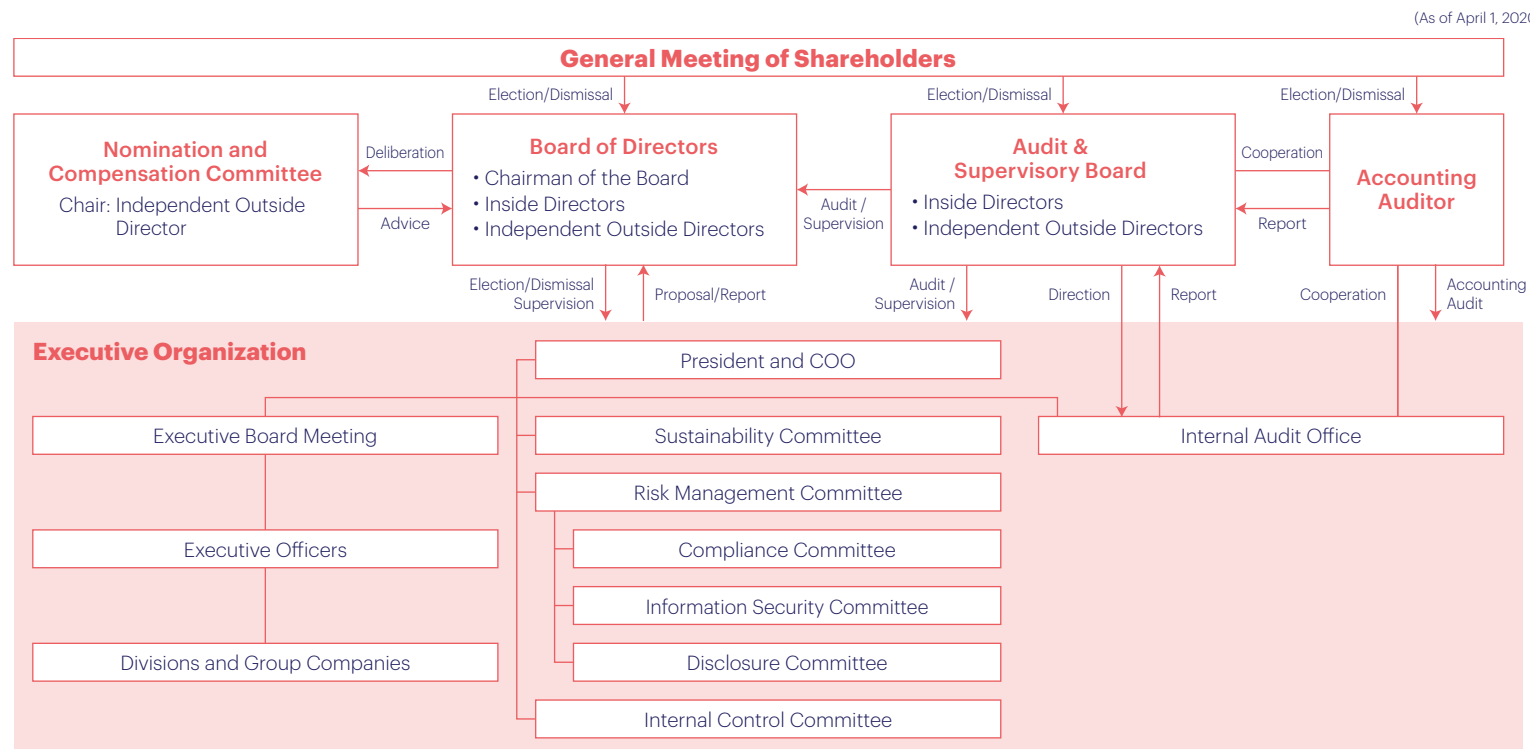 (As of April 1, 2020
General Meeting of Shareholders
Election/Dismissal
Election/Dismissal
Election/Dismissal
Nomination and
Compensation Committee
Chair: Independent Outside
Director
Deliberation
Advice
Board of Directors
• Chairman of the Board
• Inside Directors
• Independent Outside Directors
Audit /
Supervision
Audit &
Supervisory Board
• Inside Directors
• Independent Outside Directors
Cooperation
Report
Accounting
Auditor
Election/Dismissal
Supervision
Proposal/Report
Audit /
Supervision
Direction
Report
Cooperation
Accounting
Audit
Executive Organization
President and COO
Executive Board Meeting
Sustainability Committee
Internal Audit Office
Risk Management Committee
Executive Officers
Compliance Committee
Information Security Committee
Divisions and Group Companies
Disclosure Committee
Internal Control Committee